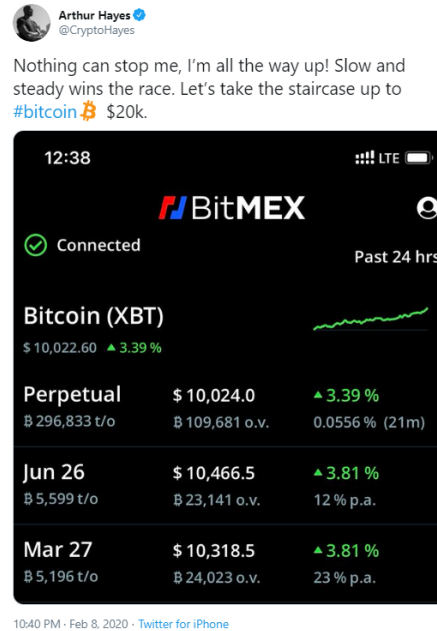 Arthur Hayes
@CryptoHayes
Nothing can stop me, I'm all the way up! Slow and
steady wins the race. Let's take the staircase up to
#bitcoin $20k.
12:38 LTE
BitMEX
Connected
Past 24 hrs
Bitcoin (XBT)
$10,022.60 ▲3.39%
Perpetual $10,024.0 ▲3.39%
₿296,833 t/o ₿109,681 o.v. 0.0556% (21m)
Jun 26 $10,466.5 ▲3.81%
₿5,599 t/o ₿23,141 o.v. 12% p.a.
Mar 27 $10,318.5 ▲3.81%
₿5,196 t/o ₿24,023 o.v. 23% p.a.
10:40 PM · Feb 8, 2020 · Twitter for iPhone